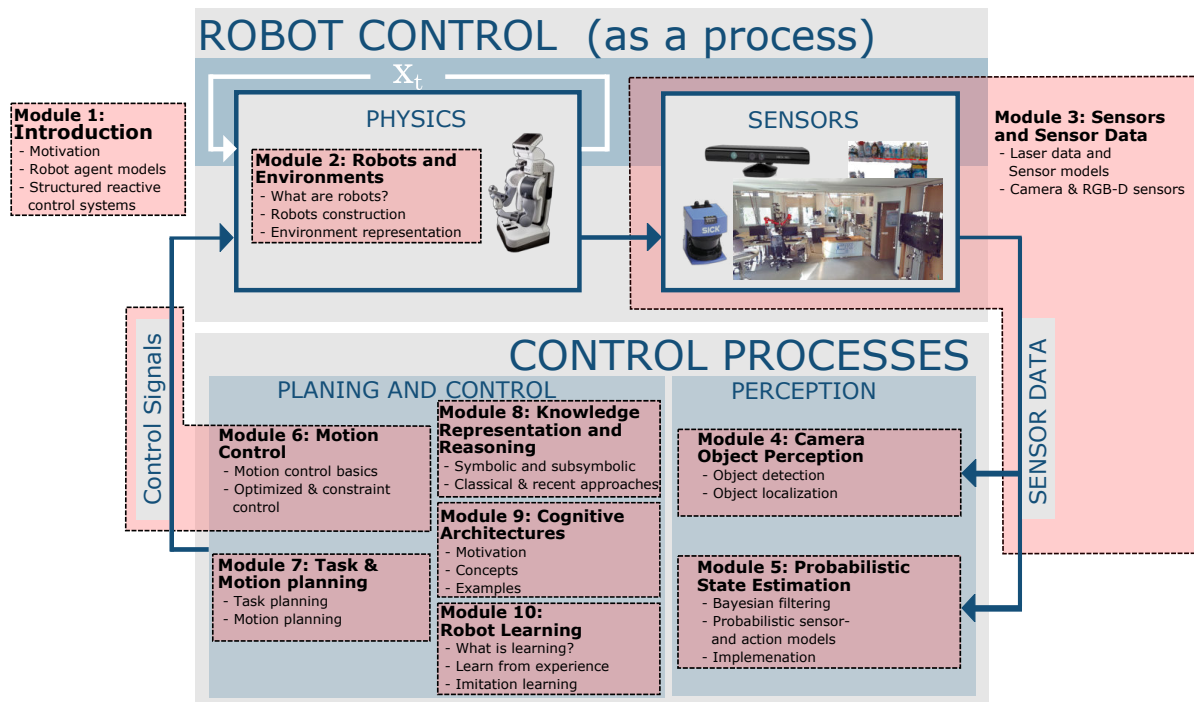 ROBOT CONTROL (as a process)
xt
Module 1:
Introduction
- Motivation
- Robot agent models
- Structured reactive
control systems
PHYSICS
Module 2: Robots and
Environments
- What are robots?
- Robots construction
- Environment representation
SENSORS
SICK
Module 3: Sensors
and Sensor Data
- Laser data and
Sensor models
- Camera & RGB-D sensors
Control Signals
CONTROL PROCESSES
PLANING AND CONTROL
Module 6: Motion
Control
- Motion control basics
- Optimized & constraint
control
Module 7: Task &
Motion planning
- Task planning
- Motion planning
Module 8: Knowledge
Representation and
Reasoning
- Symbolic and subsymbolic
- Classical & recent approaches
Module 9: Cognitive
Architectures
- Motivation
- Concepts
- Examples
Module 10:
Robot Learning
- What is learning?
- Learn from experience
- Imitation learning
PERCEPTION
Module 4: Camera
Object Perception
- Object detection
- Object localization
Module 5: Probabilistic
State Estimation
- Bayesian filtering
- Probabilistic sensor-
and action models
- Implemenation
SENSOR DATA